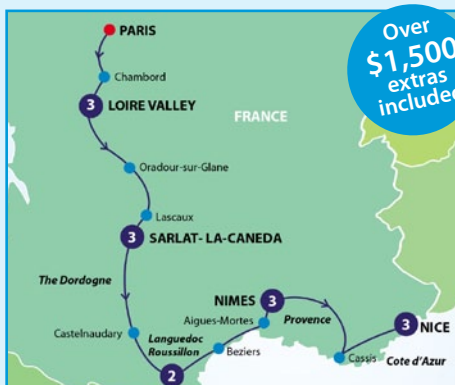 PARIS
Over
$1,500
extras
included
Chambord
3 LOIRE VALLEY
FRANCE
Oradour-sur-Glane
Lascaux
3 SARLAT- LA-CANEDA
The Dordogne
NIMES 3
Aigues-Mortes
Provence
3 NICE
Castelnaudary
Languedoc
Roussillon
Beziers
Cassis
Cote d'Azur
2